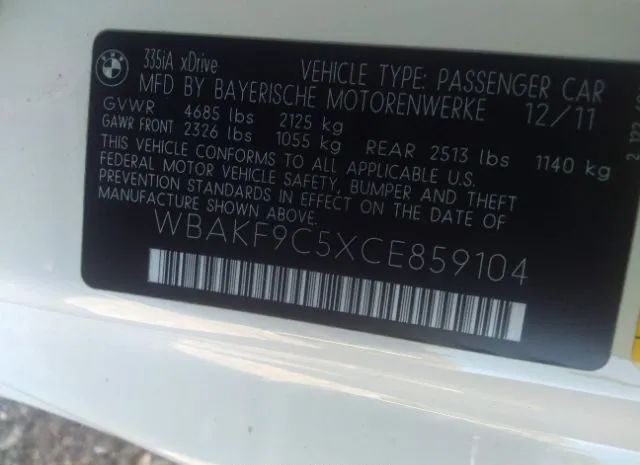 335iA xDrive
VEHICLE TYPE: PASSENGER CAR
MFD BY BAYERISCHE MOTORENWERKE 12/11
GVWR 4685 lbs 2125 kg
GAWR FRONT 2326 lbs 1055 kg REAR 2513 lbs 1140 kg
THIS VEHICLE CONFORMS TO ALL APPLICABLE U.S.
FEDERAL MOTOR VEHICLE SAFETY, BUMPER AND THEFT
PREVENTION STANDARDS IN EFFECT ON THE DATE OF
MANUFACTURE SHOWN ABOVE.
WBAKF9C5XCE859104